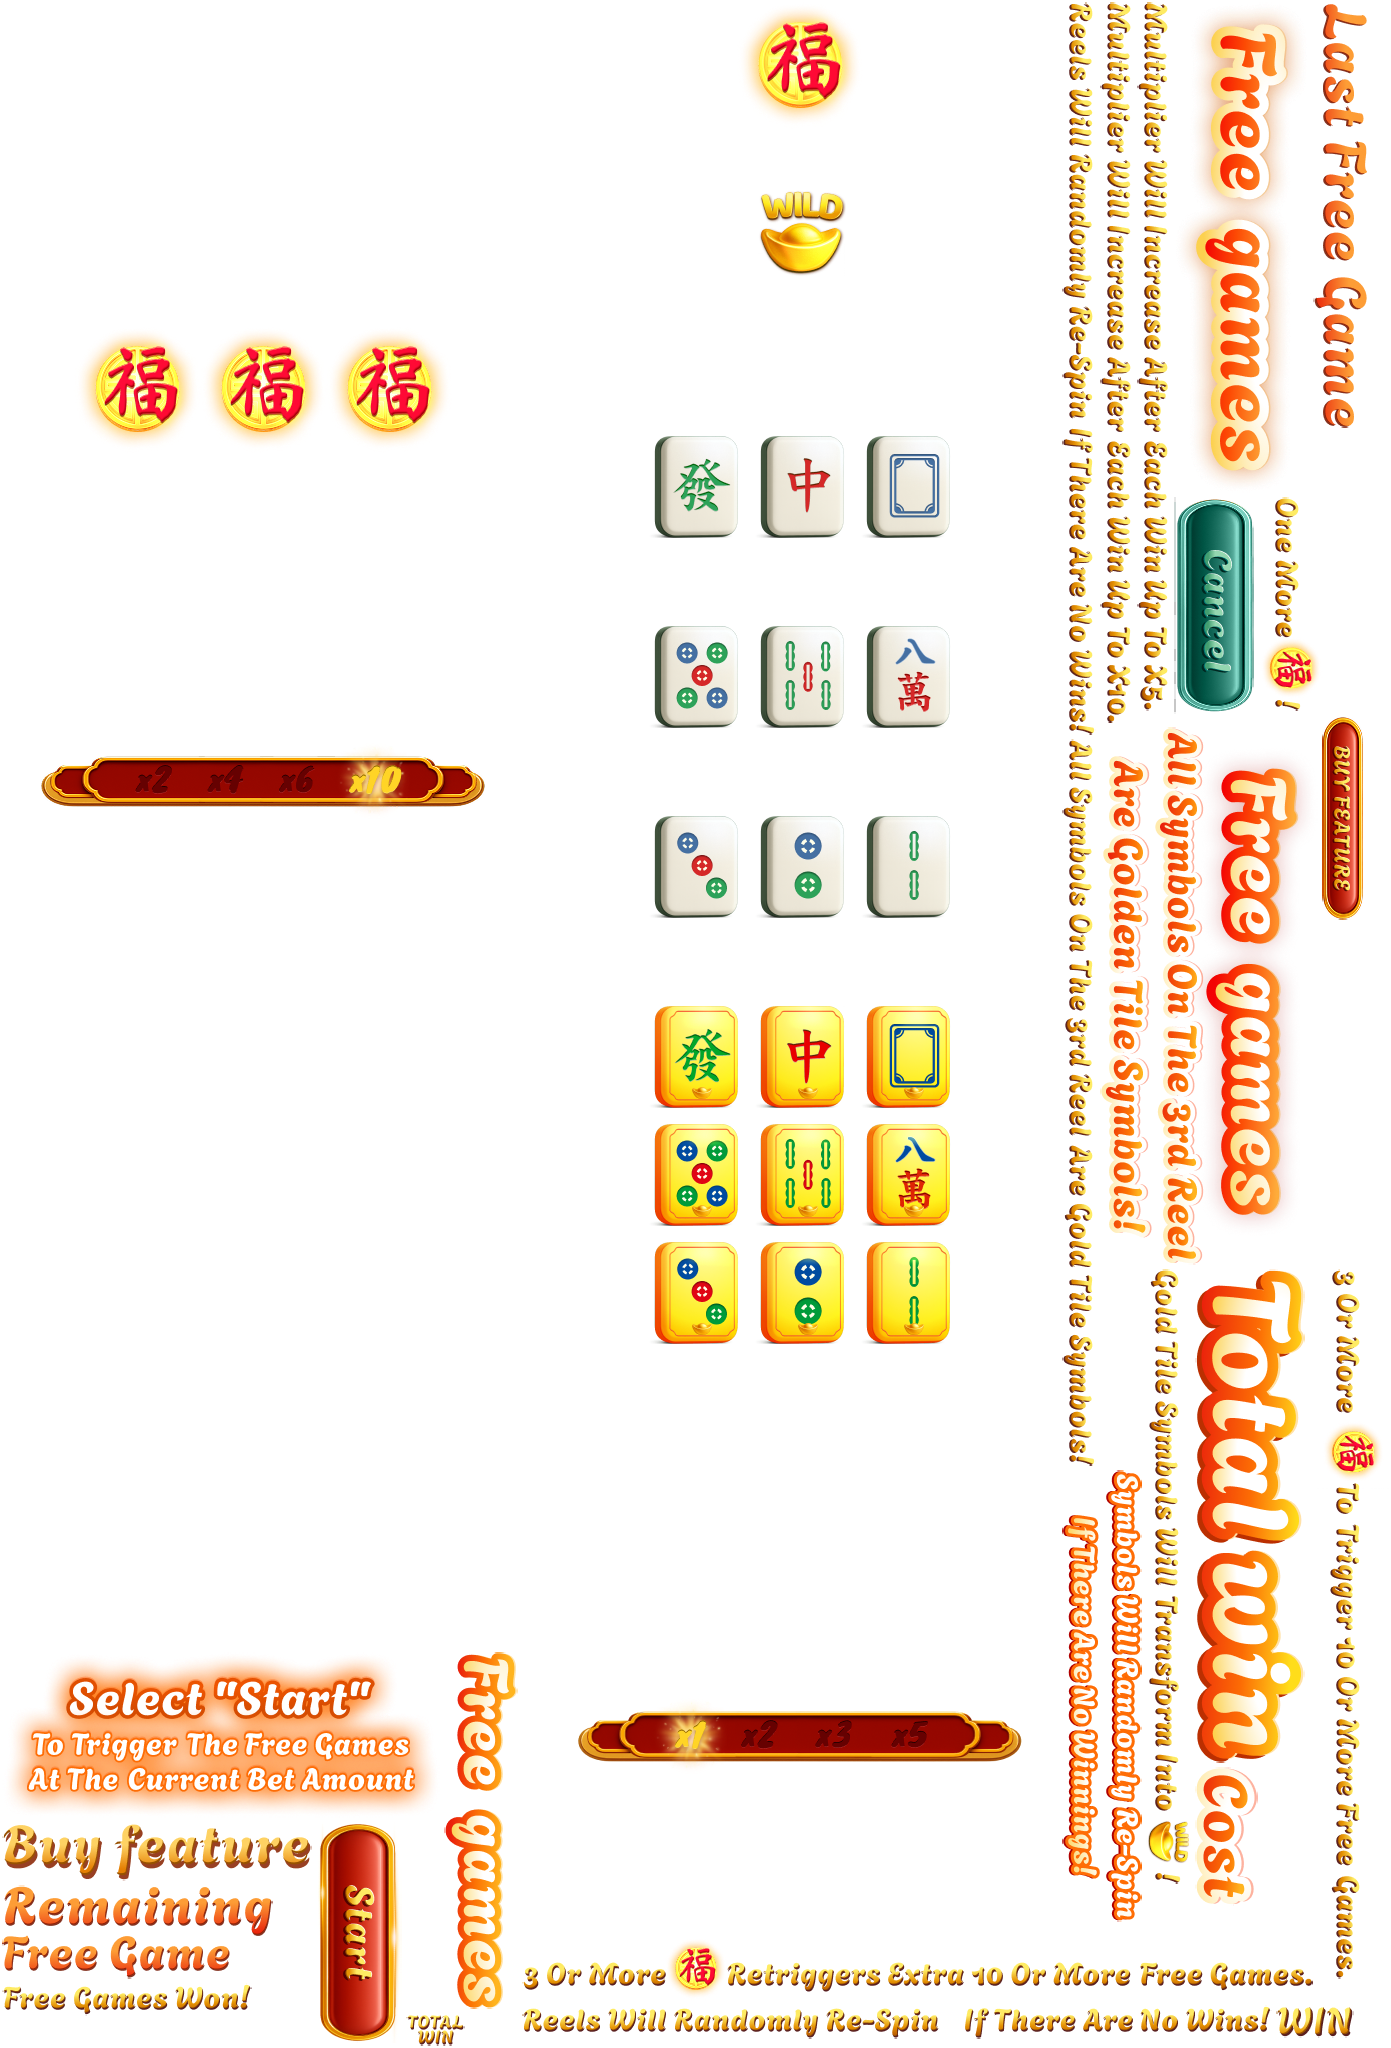 福
WILD
福 福 福
發 中
八
萬
x2 x4 x6 x10
發 中
八
萬
x1 x2 x3 x5
Select "Start"
To Trigger The Free Games
At The Current Bet Amount
Buy feature
Remaining
Free Game
Free Games Won!
Start
TOTAL
WIN
Free games
3 Or More 福 Retriggers Extra 10 Or More Free Games.
Reels Will Randomly Re-Spin If There Are No Wins! WIN
Last Free Game
Free games
Multiplier Will Increase After Each Win Up To X5.
Multiplier Will Increase After Each Win Up To X10.
Reels Will Randomly Re-Spin If There Are No Wins! All Symbols On The 3rd Reel Are Gold Tile Symbols!
One More 福 !
Cancel
BUY FEATURE
Free games
All Symbols On The 3rd Reel
Are Golden Tile Symbols!
3 Or More 福 To Trigger 10 Or More Free Games.
Total win
Cost
Gold Tile Symbols Will Transform Into WILD !
Symbols Will Randomly Re-Spin
If There Are No Winnings!